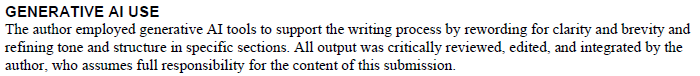 GENERATIVE AI USE
The author employed generative AI tools to support the writing process by rewording for clarity and brevity and
refining tone and structure in specific sections. All output was critically reviewed, edited, and integrated by the
author, who assumes full responsibility for the content of this submission.